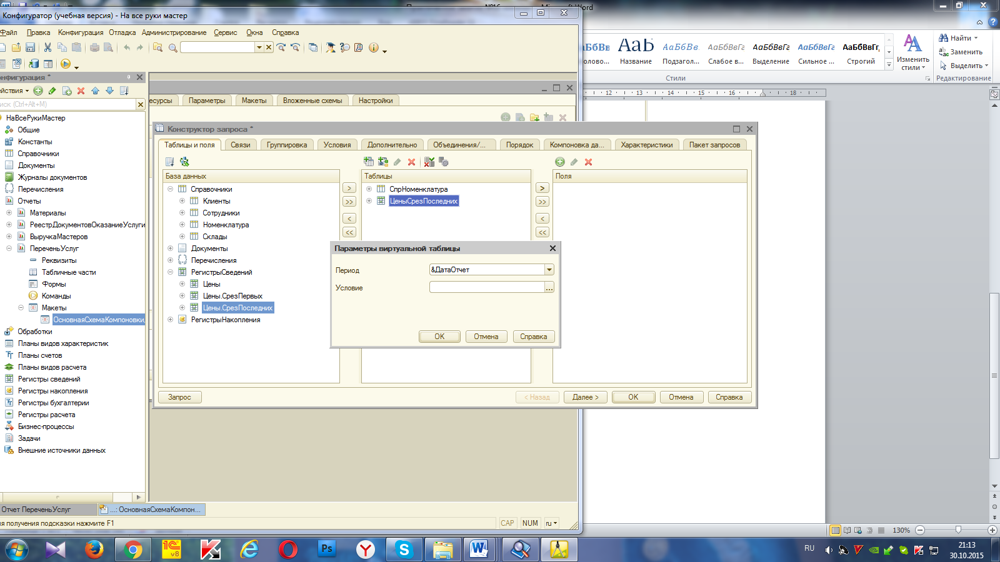 Microsoft Word
Конфигуратор (учебная версия) - На все руки мастер
Файл Правка Конфигурация Отладка Администрирование Сервис Окна Справка
АаБ АаБбВв АаБбВвГг АаБбВвГг АаБбВвГг АаБбВвГг,
Название Подзагол... Слабое в... Выделение Сильное ... Строгий
Изменить стили
Найти
Заменить
Выделить
Стили
Редактирование
12 13 14 15 16 18
Конфигурация *
Действия
Поиск (Ctrl+Alt+M)
НаВсеРукиМастер
Общие
Константы
Справочники
Документы
Журналы документов
Перечисления
Отчеты
Материалы
РеестрДокументовОказаниеУслуги
ВыручкаМастеров
ПереченьУслуг
Реквизиты
Табличные части
Формы
Команды
Макеты
ОсновнаяСхемаКомпоновки
Обработки
Планы видов характеристик
Планы счетов
Планы видов расчета
Регистры сведений
Регистры накопления
Регистры бухгалтерии
Регистры расчета
Бизнес-процессы
Задачи
Внешние источники данных
есурсы Параметры Макеты Вложенные схемы Настройки
Конструктор запроса *
Таблицы и поля Связи Группировка Условия Дополнительно Объединения/... Порядок Компоновка да... Характеристики Пакет запросов
База данных
Справочники
Клиенты
Сотрудники
Номенклатура
Склады
Документы
Перечисления
РегистрыСведений
Цены
Цены.СрезПервых
Цены.СрезПоследних
РегистрыНакопления
Таблицы
СпрНоменклатура
ЦеныСрезПоследних
Поля
> >> < <<
> >> < <<
Параметры виртуальной таблицы
Период &ДатаОтчет
Условие ...
OK Отмена Справка
Запрос < Назад Далее > OK Отмена Справка
Отчет ПереченьУслуг ...: ОсновнаяСхемаКомпон...
я получения подсказки нажмите F1
CAP NUM ru
130%
RU
21:13
30.10.2015